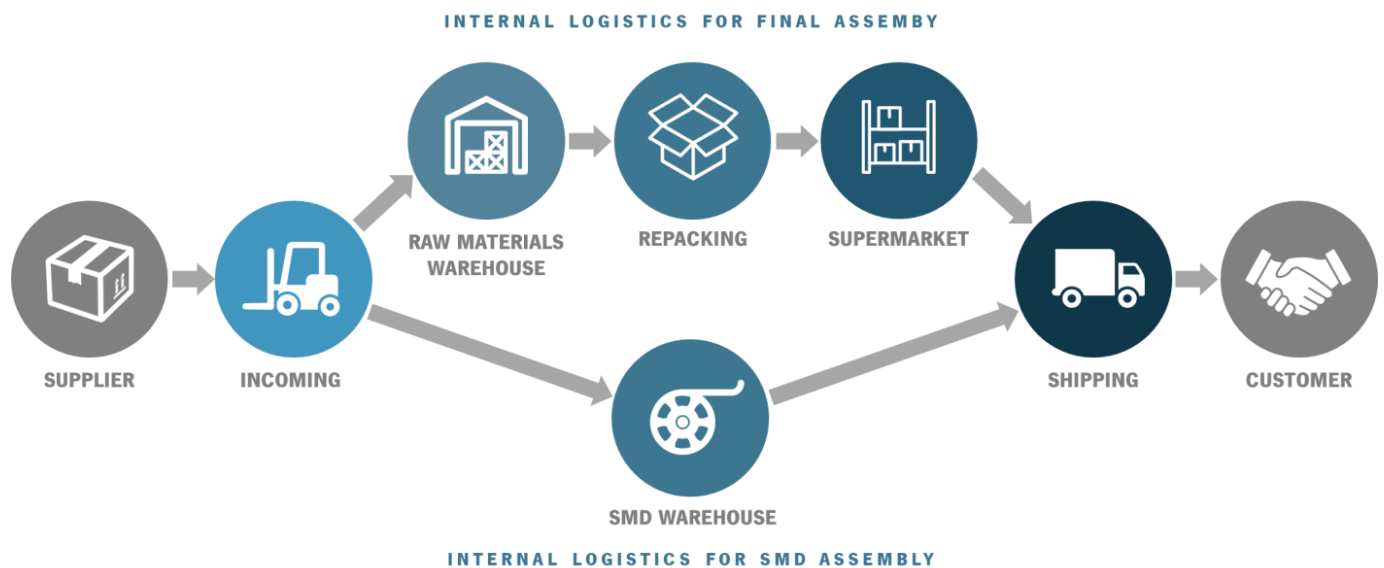 INTERNAL LOGISTICS FOR FINAL ASSEMBY
RAW MATERIALS
WAREHOUSE
REPACKING
SUPERMARKET
SUPPLIER
INCOMING
SHIPPING
CUSTOMER
SMD WAREHOUSE
INTERNAL LOGISTICS FOR SMD ASSEMBLY